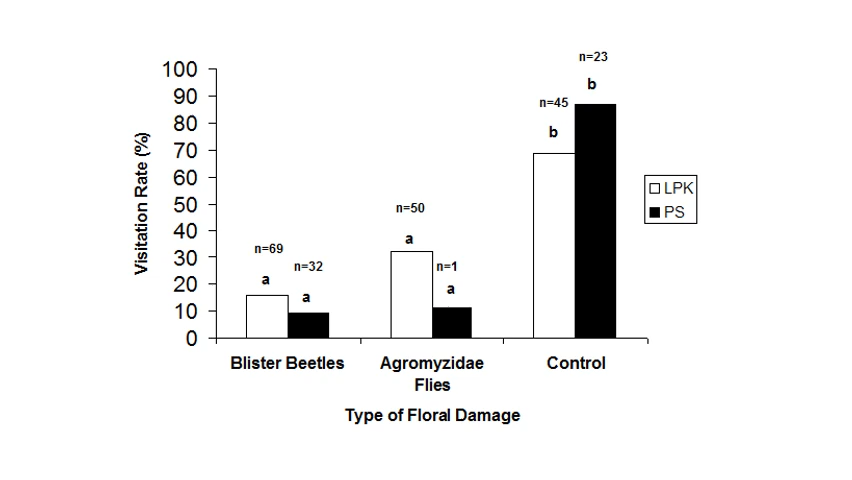 n=23
100
b
90
n=45
80
b
70
60
50
n=50
40
a
30
n=69
n=32
n=1
20
a
a
a
10
0
Visitation Rate (%)
LPK
PS
Blister Beetles
Agromyzidae
Flies
Control
Type of Floral Damage